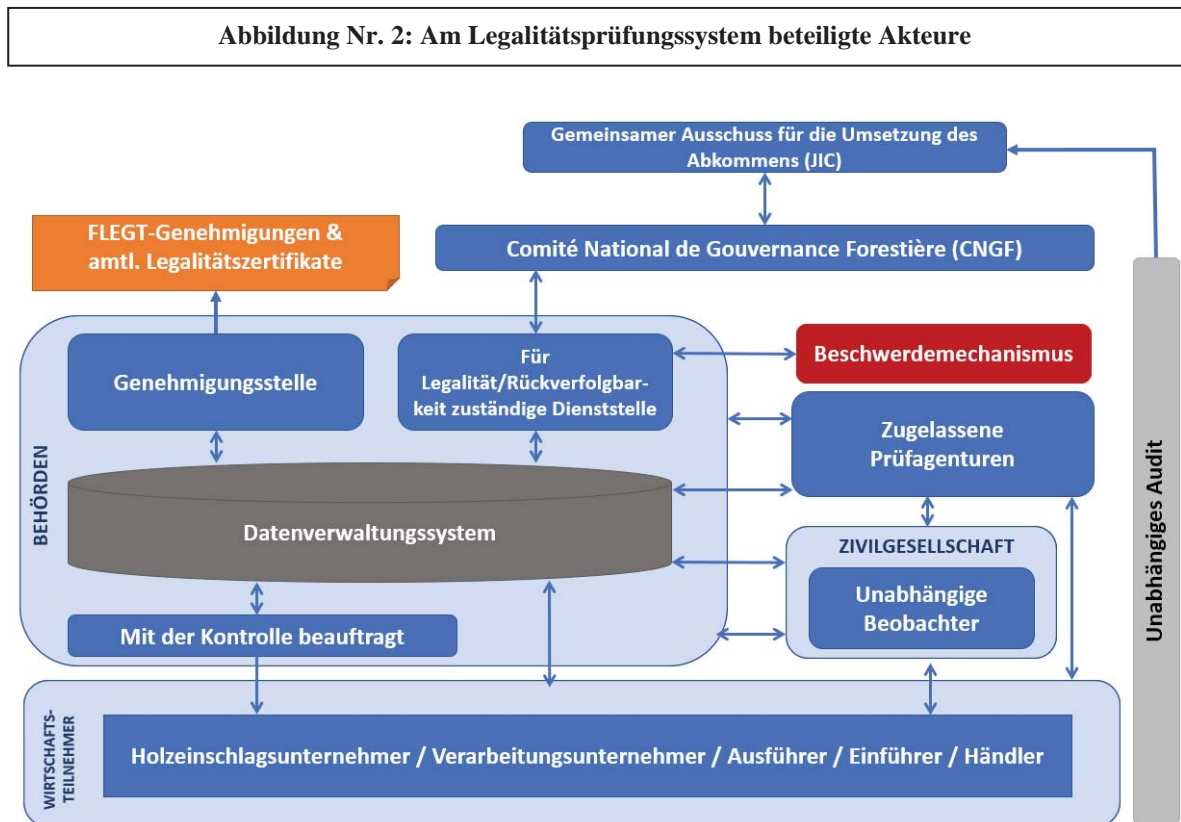 Abbildung Nr. 2: Am Legalitätsprüfungssystem beteiligte Akteure
Gemeinsamer Ausschuss für die Umsetzung des
Abkommens (JIC)
FLEGT-Genehmigungen &
amtl. Legalitätszertifikate
Comité National de Gouvernance Forestière (CNGF)
BEHÖRDEN
Genehmigungsstelle
Für
Legalität/Rückverfolgbar-
keit zuständige Dienststelle
Beschwerdemechanismus
Zugelassene
Prüfagenturen
Datenverwaltungssystem
ZIVILGESELLSCHAFT
Unabhängige
Beobachter
Mit der Kontrolle beauftragt
Unabhängiges Audit
WIRTSCHAFTS-
TEILNEHMER
Holzeinschlagsunternehmer / Verarbeitungsunternehmer / Ausführer / Einführer / Händler